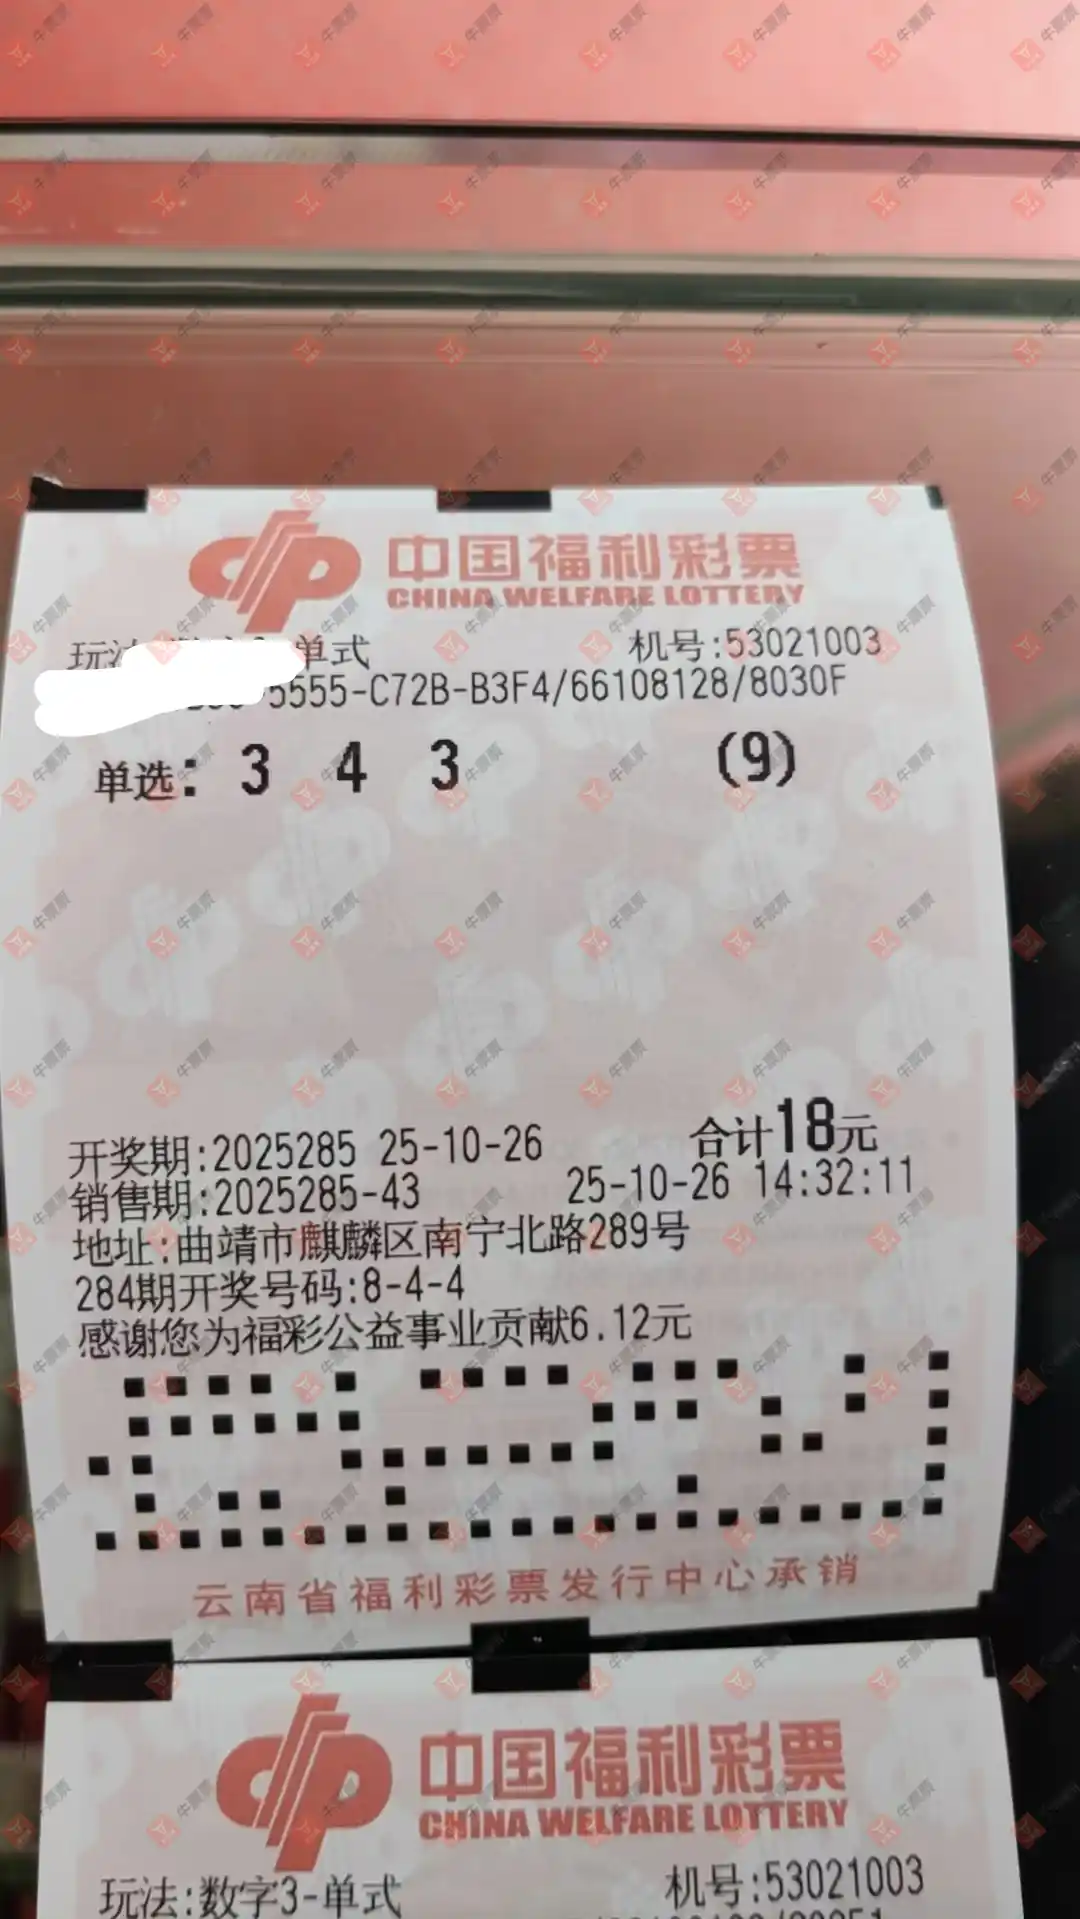 中国福利彩票
CHINA WELFARE LOTTERY
单式 机号:53021003
5555-C72B-B3F4/66108128/8030F
单选: 3 4 3 (9)
开奖期:2025285 25-10-26 合计18元
销售期:2025285-43 25-10-26 14:32:11
地址:曲靖市麒麟区南宁北路289号
284期开奖号码:8-4-4
感谢您为福彩公益事业贡献6.12元
云南省福利彩票发行中心承销
中国福利彩票
CHINA WELFARE LOTTERY
玩法:数字3-单式 机号:53021003